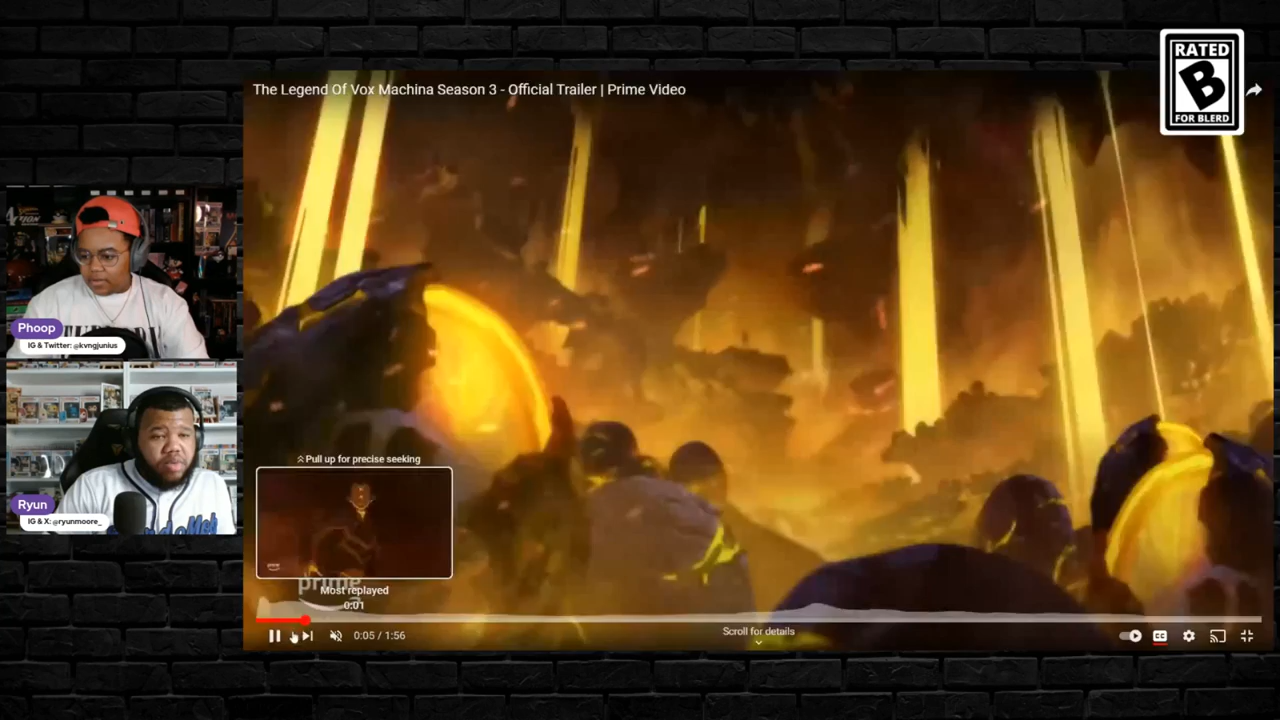 The Legend Of Vox Machina Season 3 - Official Trailer | Prime Video
RATED
B
FOR BLERD
Phoop
IG & Twitter: @kvngjunius
Ryun
IG & X: @ryunmoore_
Pull up for precise seeking
prime
Most replayed
0:01
0:05 / 1:56
Scroll for details
CC